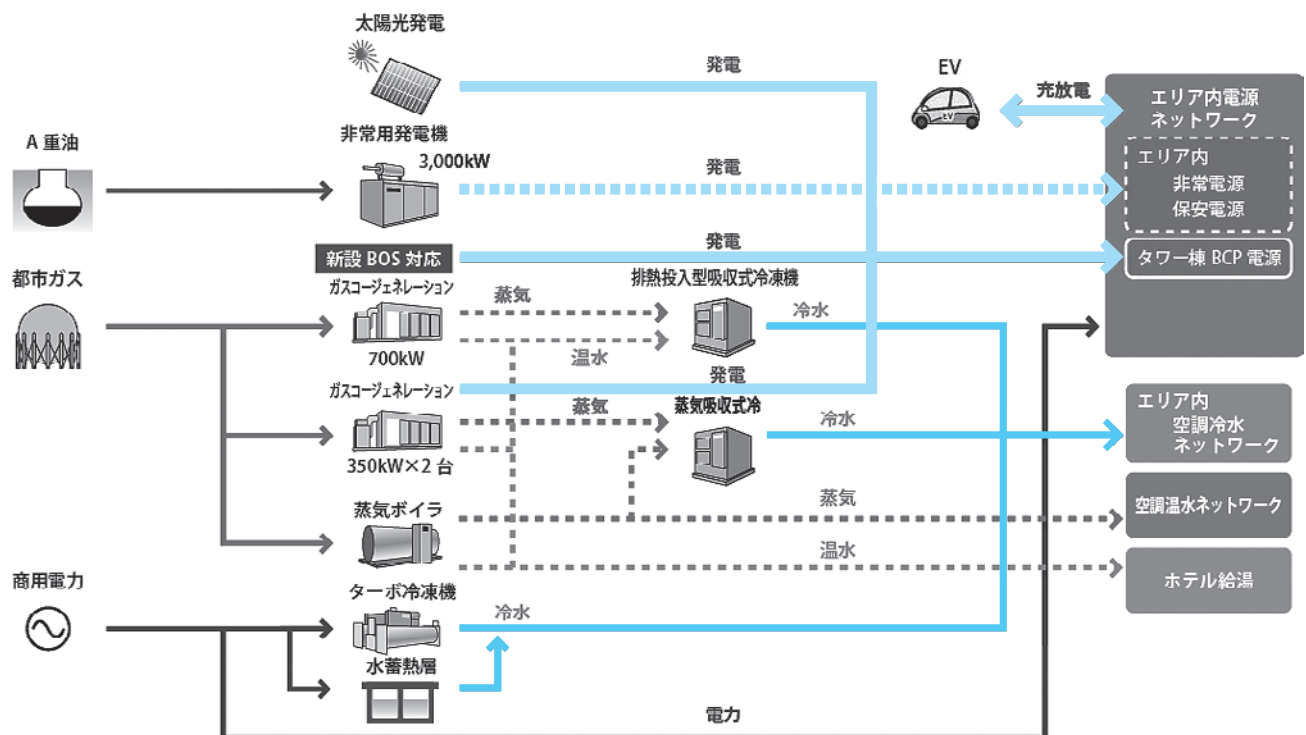 太陽光発電
発電
EV
充放電
エリア内電源
ネットワーク
A 重油
非常用発電機
3,000kW
発電
エリア内
非常電源
保安電源
新設 BOS 対応
発電
タワー棟 BCP 電源
都市ガス
ガスコージェネレーション
700kW
蒸気
温水
排熱投入型吸収式冷凍機
冷水
発電
ガスコージェネレーション
350kW×2 台
蒸気
蒸気吸収式冷
冷水
エリア内
空調冷水
ネットワーク
蒸気ボイラ
蒸気
空調温水ネットワーク
温水
ホテル給湯
商用電力
ターボ冷凍機
冷水
水蓄熱層
電力
EV